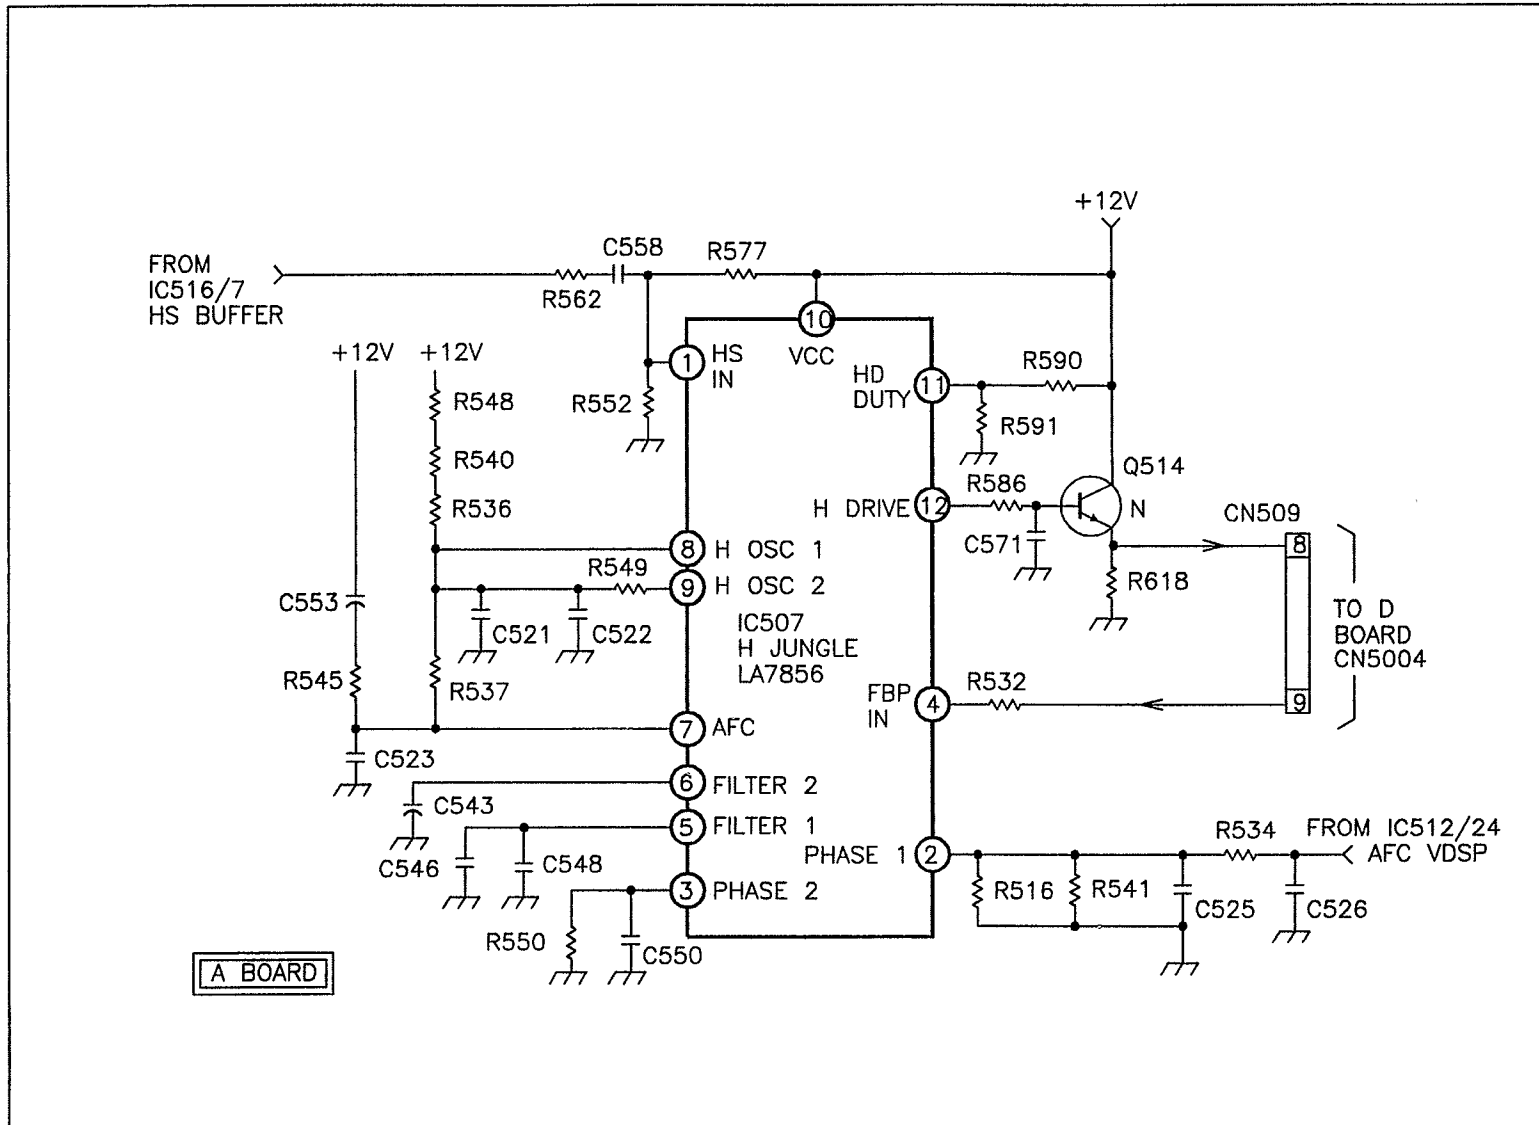 +12V
FROM
IC516/7
HS BUFFER
C558
R577
R562
10
VCC
+12V
+12V
1
HS
IN
R552
HD
DUTY
11
R590
R591
R548
R540
R536
Q514
N
H DRIVE
12
R586
C571
CN509
8
R618
TO D
BOARD
CN5004
9
8
H OSC 1
R549
9
H OSC 2
C553
C521
C522
IC507
H JUNGLE
LA7856
R545
R537
FBP
IN
4
R532
7
AFC
C523
6
FILTER 2
C543
5
FILTER 1
C546
C548
3
PHASE 2
R550
C550
PHASE 1
2
R534
FROM IC512/24
AFC VDSP
R516
R541
C525
C526
A BOARD